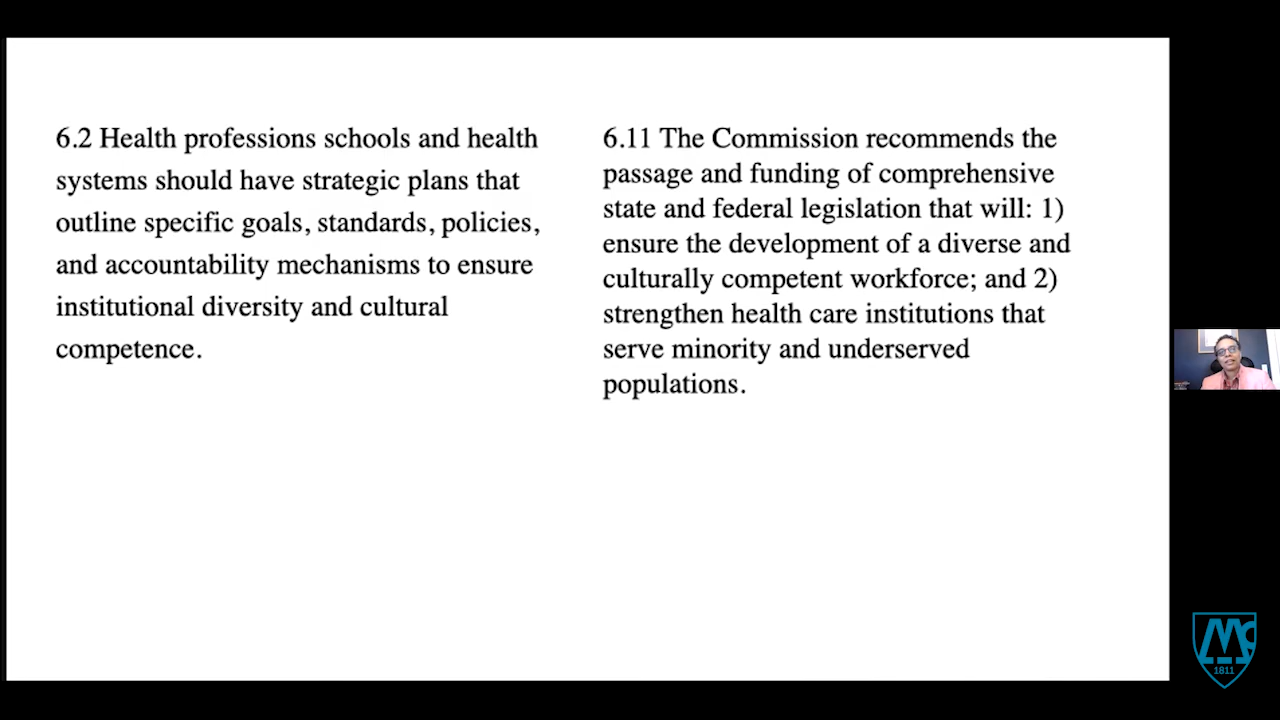 6.2 Health professions schools and health
systems should have strategic plans that
outline specific goals, standards, policies,
and accountability mechanisms to ensure
institutional diversity and cultural
competence.
6.11 The Commission recommends the
passage and funding of comprehensive
state and federal legislation that will: 1)
ensure the development of a diverse and
culturally competent workforce; and 2)
strengthen health care institutions that
serve minority and underserved
populations.
1811